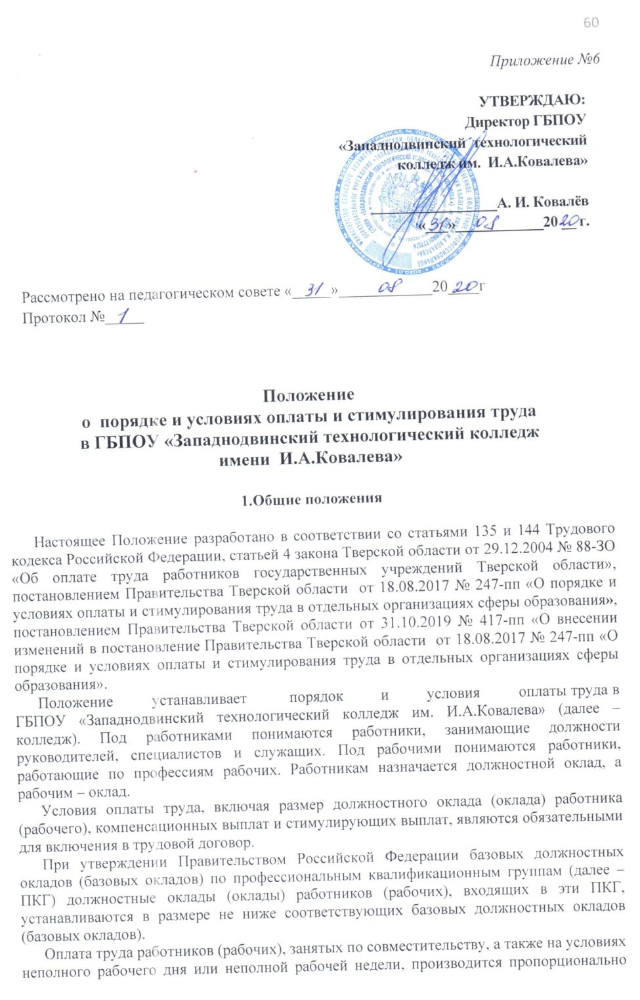 60
Приложение №6
УТВЕРЖДАЮ:
Директор ГБПОУ
«Западнодвинский технологический
колледж им. И.А.Ковалева»
____________________А. И. Ковалёв
«31»____08________2020 г.
Рассмотрено на педагогическом совете «__31__»_____08_______20 20 г
Протокол №__1___
Положение
о порядке и условиях оплаты и стимулирования труда
в ГБПОУ «Западнодвинский технологический колледж
имени И.А.Ковалева»
1.Общие положения
Настоящее Положение разработано в соответствии со статьями 135 и 144 Трудового
кодекса Российской Федерации, статьей 4 закона Тверской области от 29.12.2004 № 88-ЗО
«Об оплате труда работников государственных учреждений Тверской области»,
постановлением Правительства Тверской области от 18.08.2017 № 247-пп «О порядке и
условиях оплаты и стимулирования труда в отдельных организациях сферы образования»,
постановлением Правительства Тверской области от 31.10.2019 № 417-пп «О внесении
изменений в постановление Правительства Тверской области от 18.08.2017 № 247-пп «О
порядке и условиях оплаты и стимулирования труда в отдельных организациях сферы
образования».
Положение устанавливает порядок и условия оплаты труда в
ГБПОУ «Западнодвинский технологический колледж им. И.А.Ковалева» (далее –
колледж). Под работниками понимаются работники, занимающие должности
руководителей, специалистов и служащих. Под рабочими понимаются работники,
работающие по профессиям рабочих. Работникам назначается должностной оклад, а
рабочим – оклад.
Условия оплаты труда, включая размер должностного оклада (оклада) работника
(рабочего), компенсационных выплат и стимулирующих выплат, являются обязательными
для включения в трудовой договор.
При утверждении Правительством Российской Федерации базовых должностных
окладов (базовых окладов) по профессиональным квалификационным группам (далее –
ПКГ) должностные оклады (оклады) работников (рабочих), входящих в эти ПКГ,
устанавливаются в размере не ниже соответствующих базовых должностных окладов
(базовых окладов).
Оплата труда работников (рабочих), занятых по совместительству, а также на условиях
неполного рабочего дня или неполной рабочей недели, производится пропорционально